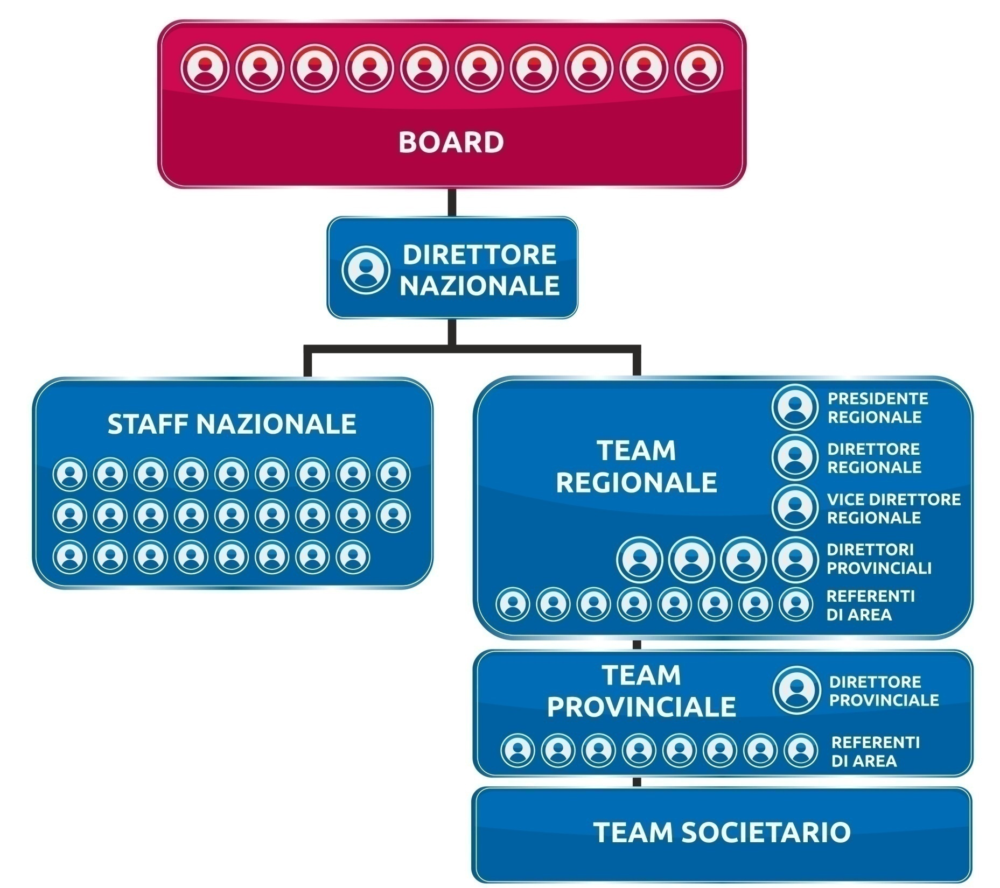 BOARD
DIRETTORE
NAZIONALE
STAFF NAZIONALE
TEAM
REGIONALE
PRESIDENTE
REGIONALE
DIRETTORE
REGIONALE
VICE DIRETTORE
REGIONALE
DIRETTORI
PROVINCIALI
REFERENTI
DI AREA
TEAM
PROVINCIALE
DIRETTORE
PROVINCIALE
REFERENTI
DI AREA
TEAM SOCIETARIO